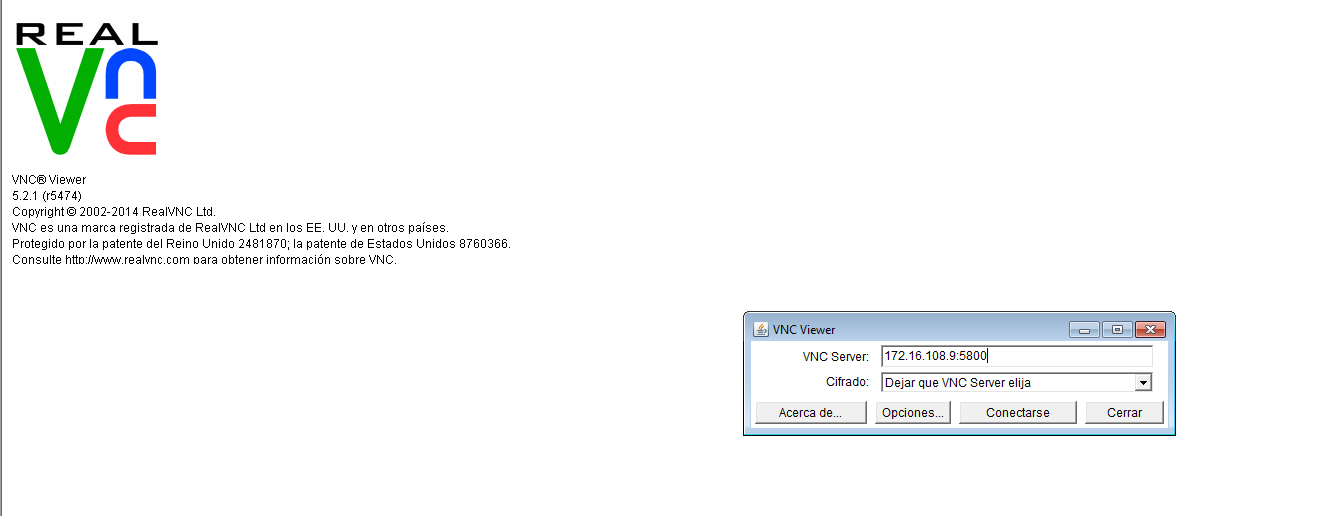 REAL
vnc
VNC® Viewer
5.2.1 (r5474)
Copyright © 2002-2014 RealVNC Ltd.
VNC es una marca registrada de RealVNC Ltd en los EE. UU. y en otros países.
Protegido por la patente del Reino Unido 2481870; la patente de Estados Unidos 8760366.
Consulte http://www.realvnc.com para obtener información sobre VNC.
VNC Viewer
VNC Server: 172.16.108.9:5800
Cifrado: Dejar que VNC Server elija
Acerca de... Opciones... Conectarse Cerrar